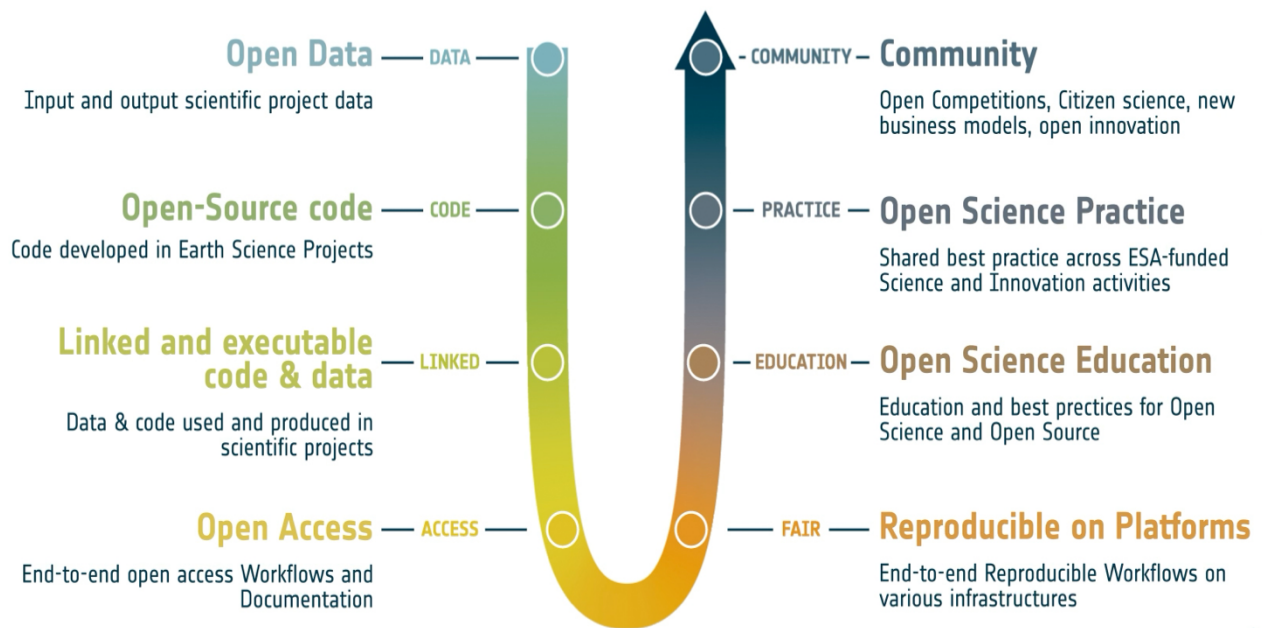 Open Data
DATA
Input and output scientific project data
Open-Source code
CODE
Code developed in Earth Science Projects
Linked and executable
code & data
LINKED
Data & code used and produced in
scientific projects
Open Access
ACCESS
End-to-end open access Workflows and
Documentation
FAIR
Reproducible on Platforms
End-to-end Reproducible Workflows on
various infrastructures
EDUCATION
Open Science Education
Education and best prectices for Open
Science and Open Source
PRACTICE
Open Science Practice
Shared best practice across ESA-funded
Science and Innovation activities
COMMUNITY
Community
Open Competitions, Citizen science, new
business models, open innovation